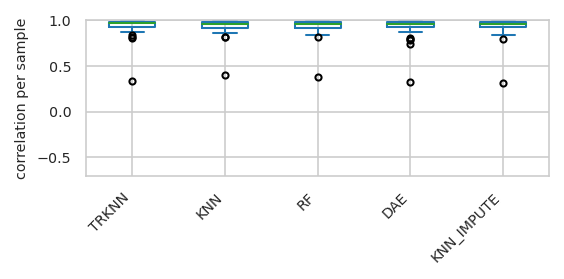 correlation per sample
1.0
0.5
0.0
−0.5
TRKNN
KNN
RF
DAE
KNN_IMPUTE